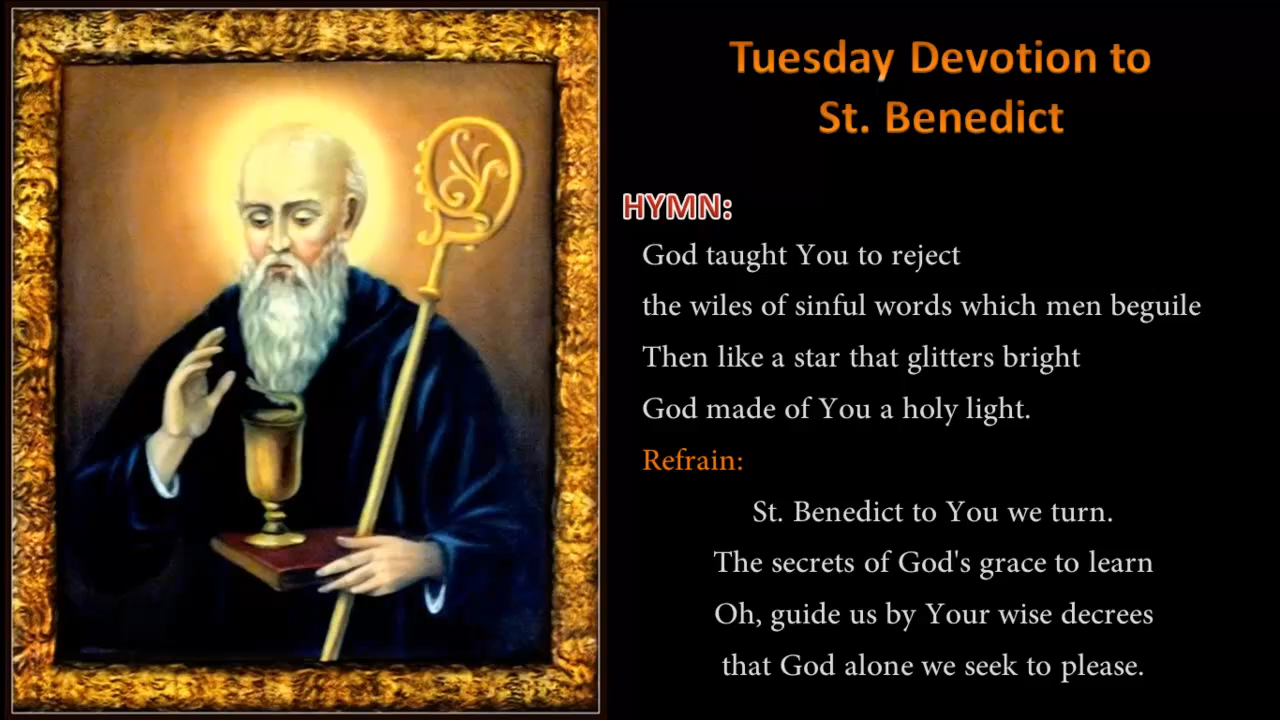 Tuesday Devotion to
St. Benedict
HYMN:
God taught You to reject
the wiles of sinful words which men beguile
Then like a star that glitters bright
God made of You a holy light.
Refrain:
St. Benedict to You we turn.
The secrets of God's grace to learn
Oh, guide us by Your wise decrees
that God alone we seek to please.